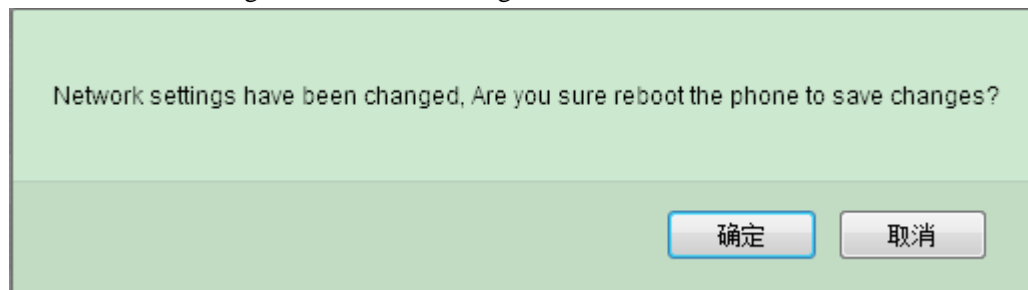 Network settings have been changed, Are you sure reboot the phone to save changes?
确定 取消